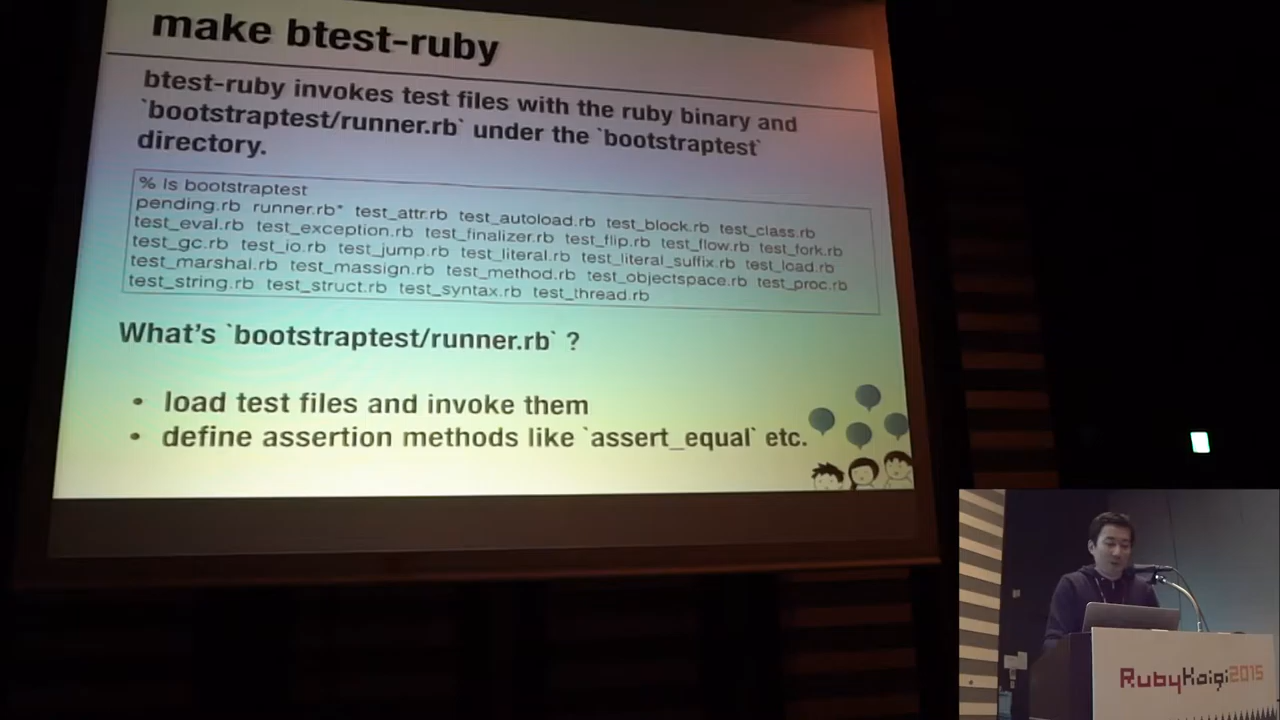 make btest-ruby
btest-ruby invokes test files with the ruby binary and
`bootstraptest/runner.rb` under the `bootstraptest`
directory.
% ls bootstraptest
pending.rb runner.rb* test_attr.rb test_autoload.rb test_block.rb test_class.rb
test_eval.rb test_exception.rb test_finalizer.rb test_flip.rb test_flow.rb test_fork.rb
test_gc.rb test_io.rb test_jump.rb test_literal.rb test_literal_suffix.rb test_load.rb
test_marshal.rb test_massign.rb test_method.rb test_objectspace.rb test_proc.rb
test_string.rb test_struct.rb test_syntax.rb test_thread.rb
What's `bootstraptest/runner.rb` ?
• load test files and invoke them
• define assertion methods like `assert_equal` etc.
RubyKaigi2015